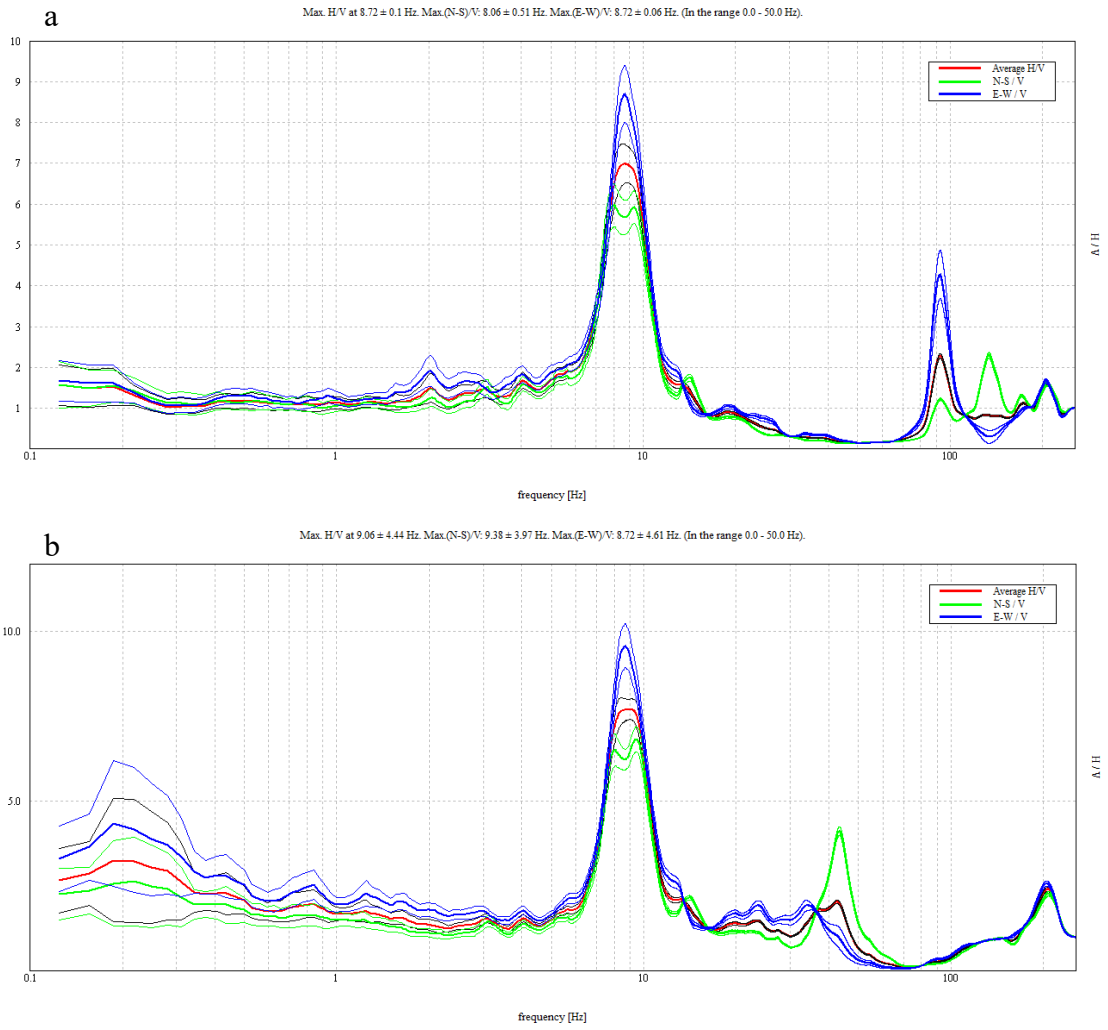 a
Max. H/V at 8.72 ± 0.1 Hz. Max.(N-S)/V: 8.06 ± 0.51 Hz. Max.(E-W)/V: 8.72 ± 0.06 Hz. (In the range 0.0 - 50.0 Hz).
10
9
8
7
6
5
4
3
2
1
Average H/V
N-S / V
E-W / V
H / V
0.1
1
10
100
frequency [Hz]
b
Max. H/V at 9.06 ± 4.44 Hz. Max.(N-S)/V: 9.38 ± 3.97 Hz. Max.(E-W)/V: 8.72 ± 4.61 Hz. (In the range 0.0 - 50.0 Hz).
10.0
5.0
Average H/V
N-S / V
E-W / V
H / V
0.1
1
10
100
frequency [Hz]